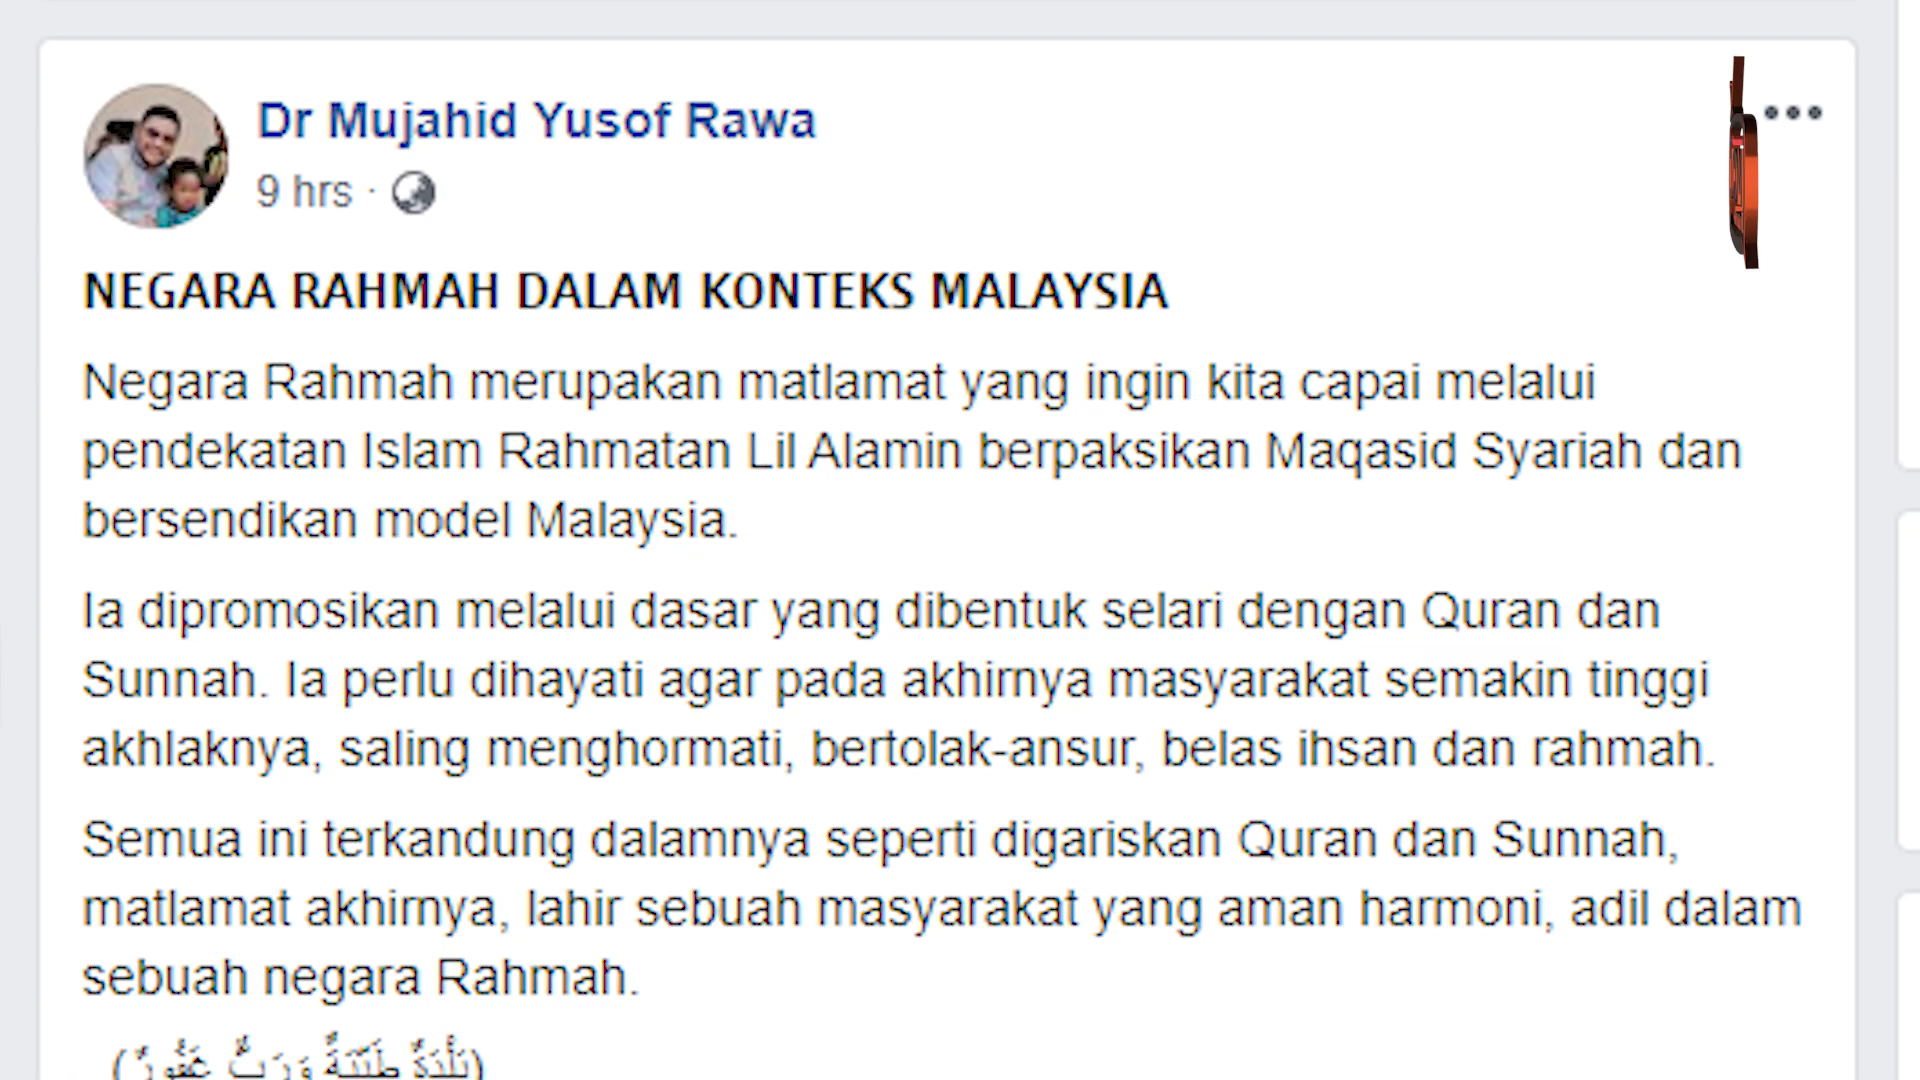 Dr Mujahid Yusof Rawa
9 hrs ·
NEGARA RAHMAH DALAM KONTEKS MALAYSIA
Negara Rahmah merupakan matlamat yang ingin kita capai melalui
pendekatan Islam Rahmatan Lil Alamin berpaksikan Maqasid Syariah dan
bersendikan model Malaysia.
Ia dipromosikan melalui dasar yang dibentuk selari dengan Quran dan
Sunnah. Ia perlu dihayati agar pada akhirnya masyarakat semakin tinggi
akhlaknya, saling menghormati, bertolak-ansur, belas ihsan dan rahmah.
Semua ini terkandung dalamnya seperti digariskan Quran dan Sunnah,
matlamat akhirnya, lahir sebuah masyarakat yang aman harmoni, adil dalam
sebuah negara Rahmah.
(بَلْدَةٌ طَيِّبَةٌ وَرَبٌّ غَفُورٌ)